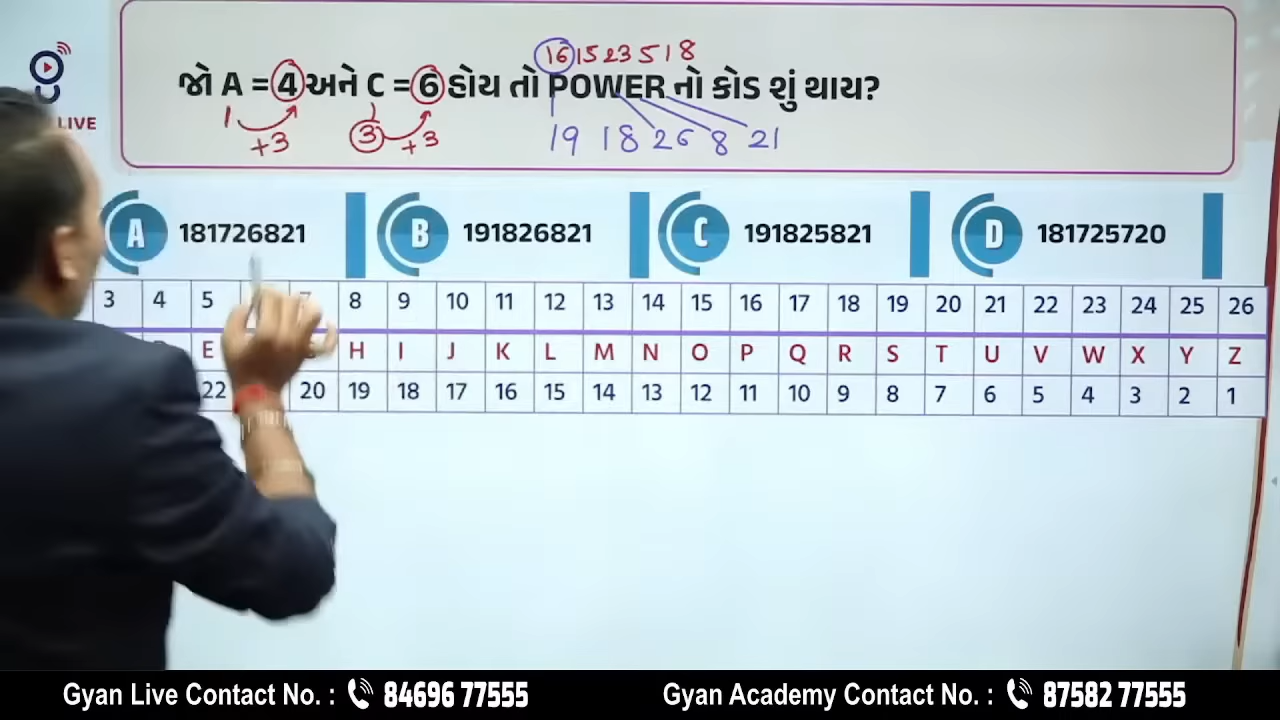 16 15 23 5 18
જો A = 4 અને C = 6 હોય તો POWER નો કોડ શું થાય?
LIVE
1 +3 3 +3 19 18 26 8 21
A 181726821 B 191826821 C 191825821 D 181725720
3 4 5 7 8 9 10 11 12 13 14 15 16 17 18 19 20 21 22 23 24 25 26
E H I J K L M N O P Q R S T U V W X Y Z
22 20 19 18 17 16 15 14 13 12 11 10 9 8 7 6 5 4 3 2 1
Gyan Live Contact No. : 84696 77555 Gyan Academy Contact No. : 87582 77555